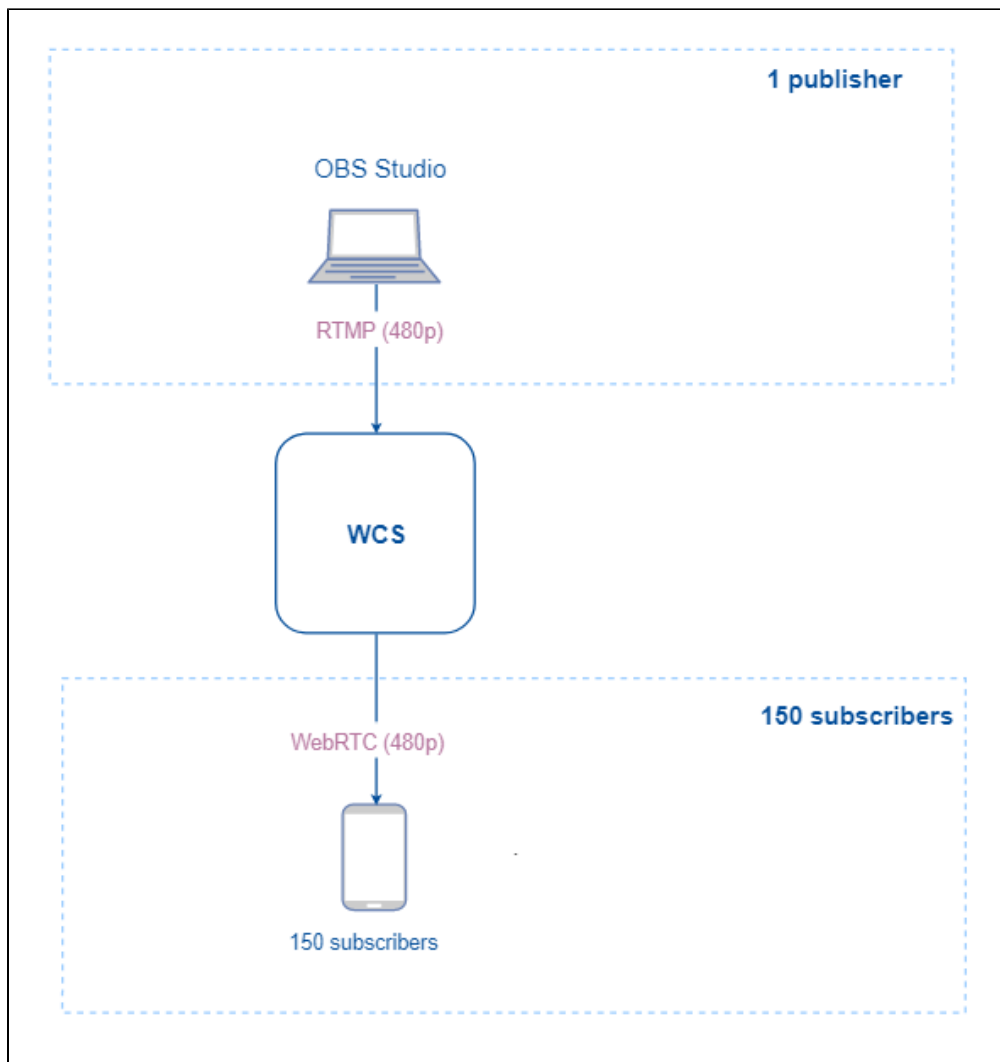 1 publisher
OBS Studio
RTMP (480p)
WCS
150 subscribers
WebRTC (480p)
150 subscribers